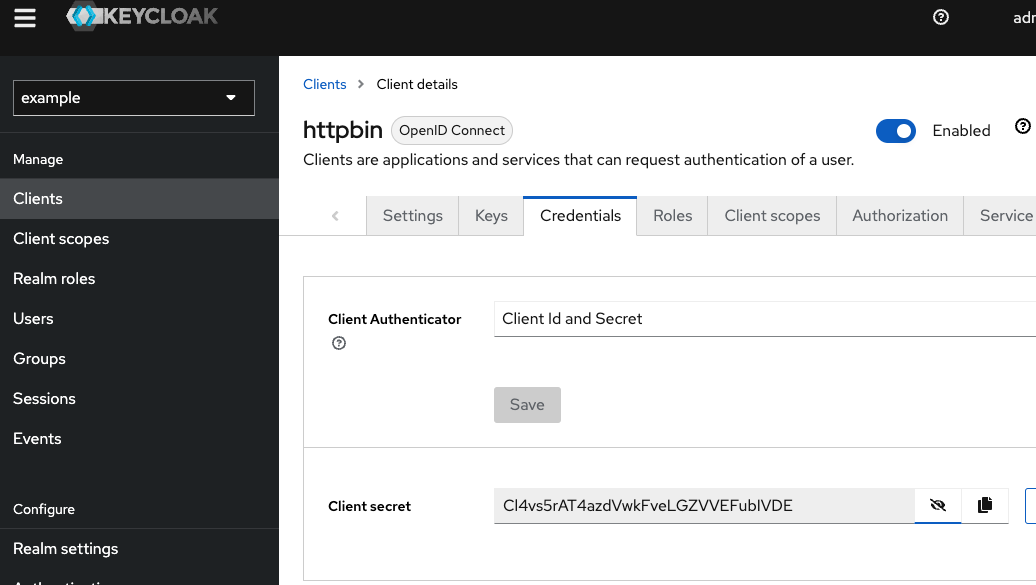 KEYCLOAK
example
Manage
Clients
Client scopes
Realm roles
Users
Groups
Sessions
Events
Configure
Realm settings
Clients > Client details
httpbin OpenID Connect
Enabled
Clients are applications and services that can request authentication of a user.
Settings Keys Credentials Roles Client scopes Authorization Service
Client Authenticator
Client Id and Secret
Save
Client secret